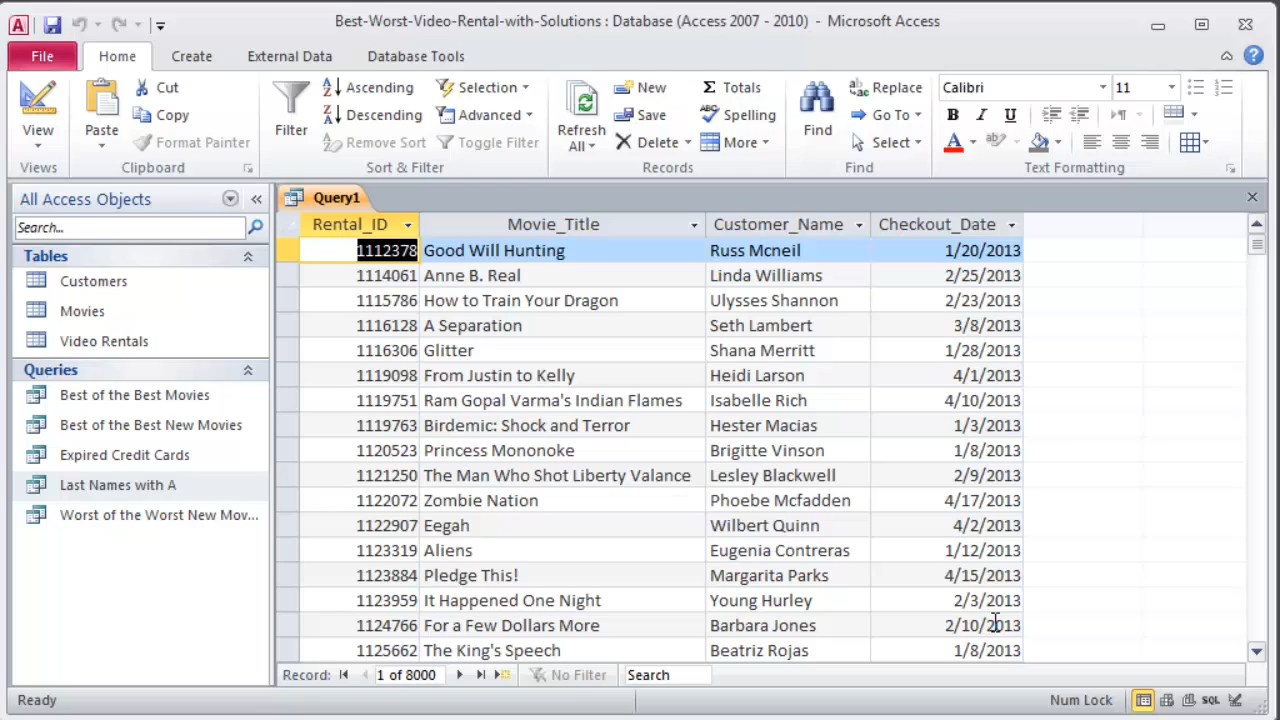 Best-Worst-Video-Rental-with-Solutions : Database (Access 2007 - 2010) - Microsoft Access
File Home Create External Data Database Tools
View
Views
Paste
Cut
Copy
Format Painter
Clipboard
Filter
Ascending
Descending
Remove Sort
Selection
Advanced
Toggle Filter
Sort & Filter
Refresh
All
New
Save
Delete
Totals
Spelling
More
Records
Find
Replace
Go To
Select
Find
Calibri 11
B I U
Text Formatting
All Access Objects
Search...
Tables
Customers
Movies
Video Rentals
Queries
Best of the Best Movies
Best of the Best New Movies
Expired Credit Cards
Last Names with A
Worst of the Worst New Mov...
Query1
Rental_ID Movie_Title Customer_Name Checkout_Date
1112378 Good Will Hunting Russ Mcneil 1/20/2013
1114061 Anne B. Real Linda Williams 2/25/2013
1115786 How to Train Your Dragon Ulysses Shannon 2/23/2013
1116128 A Separation Seth Lambert 3/8/2013
1116306 Glitter Shana Merritt 1/28/2013
1119098 From Justin to Kelly Heidi Larson 4/1/2013
1119751 Ram Gopal Varma's Indian Flames Isabelle Rich 4/10/2013
1119763 Birdemic: Shock and Terror Hester Macias 1/3/2013
1120523 Princess Mononoke Brigitte Vinson 1/8/2013
1121250 The Man Who Shot Liberty Valance Lesley Blackwell 2/9/2013
1122072 Zombie Nation Phoebe Mcfadden 4/17/2013
1122907 Eegah Wilbert Quinn 4/2/2013
1123319 Aliens Eugenia Contreras 1/12/2013
1123884 Pledge This! Margarita Parks 4/15/2013
1123959 It Happened One Night Young Hurley 2/3/2013
1124766 For a Few Dollars More Barbara Jones 2/10/2013
1125662 The King's Speech Beatriz Rojas 1/8/2013
Record: 1 of 8000 No Filter Search
Ready Num Lock SQL